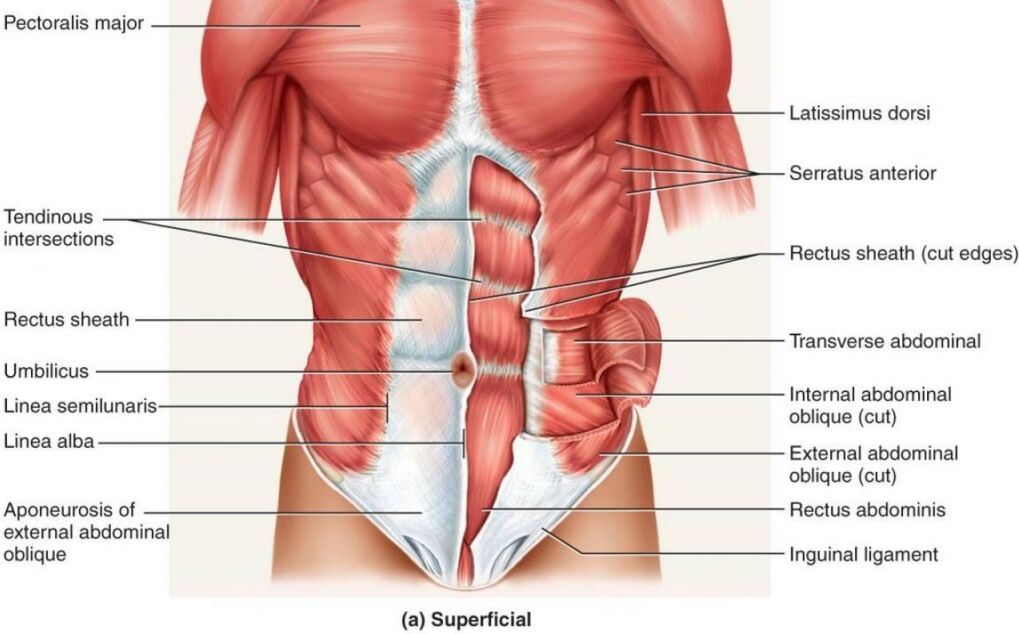 Pectoralis major
Tendinous
intersections
Rectus sheath
Umbilicus
Linea semilunaris
Linea alba
Aponeurosis of
external abdominal
oblique
Latissimus dorsi
Serratus anterior
Rectus sheath (cut edges)
Transverse abdominal
Internal abdominal
oblique (cut)
External abdominal
oblique (cut)
Rectus abdominis
Inguinal ligament
(a) Superficial